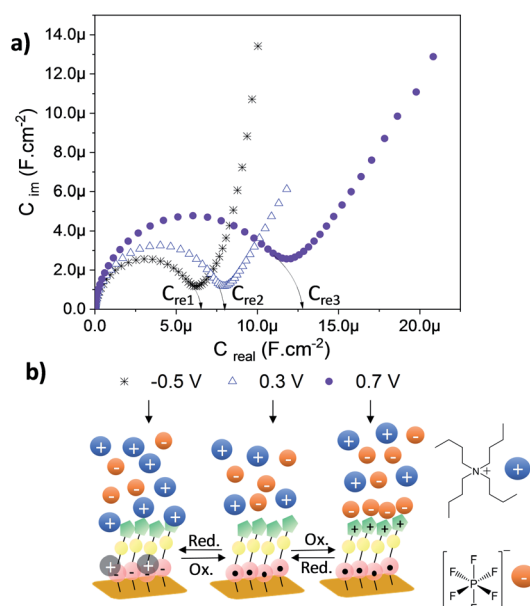 a)
14.0µ
12.0µ
10.0µ
8.0µ
6.0µ
4.0µ
2.0µ
0.0
C im (F.cm-2)
Cre1
Cre2
Cre3
0.0
5.0µ
10.0µ
15.0µ
20.0µ
C real (F.cm-2)
b)
-0.5 V
0.3 V
0.7 V
+ + - + - + - + - + + - +
- + + - + - + -
+ - + - + + - + - - - -
+ + + +
Red.
Ox.
Ox.
Red.
+ - - + -
N+
+
F
F F
P
F F
F
-
-